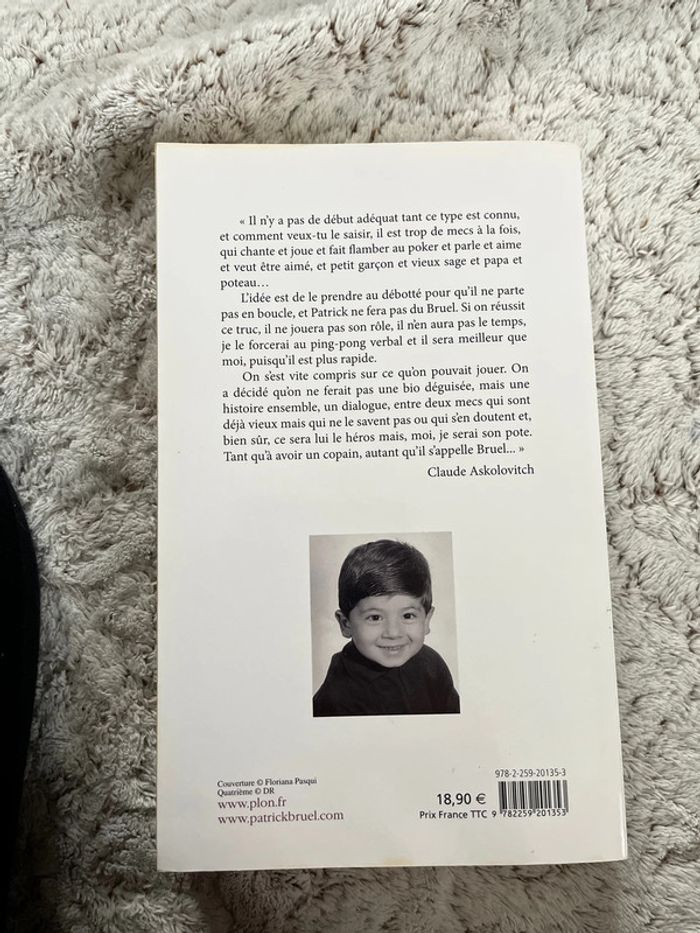 « Il n'y a pas de début adéquat tant ce type est connu,
et comment veux-tu le saisir, il est trop de mecs à la fois,
qui chante et joue et fait flamber au poker et parle et aime
et veut être aimé, et petit garçon et vieux sage et papa et
poteau…
L'idée est de le prendre au débotté pour qu'il ne parte
pas en boucle, et Patrick ne fera pas du Bruel. Si on réussit
ce truc, il ne jouera pas son rôle, il n'en aura pas le temps,
je le forcerai au ping-pong verbal et il sera meilleur que
moi, puisqu'il est plus rapide.
On s'est vite compris sur ce qu'on pouvait jouer. On
a décidé qu'on ne ferait pas une bio déguisée, mais une
histoire ensemble, un dialogue, entre deux mecs qui sont
déjà vieux mais qui ne le savent pas ou qui s'en doutent et,
bien sûr, ce sera lui le héros mais, moi, je serai son pote.
Tant qu'à avoir un copain, autant qu'il s'appelle Bruel... »
Claude Askolovitch
Couverture © Floriana Pasqui
Quatrième © DR
www.plon.fr
www.patrickbruel.com
978-2-259-20135-3
18,90 €
Prix France TTC 9 782259 201353